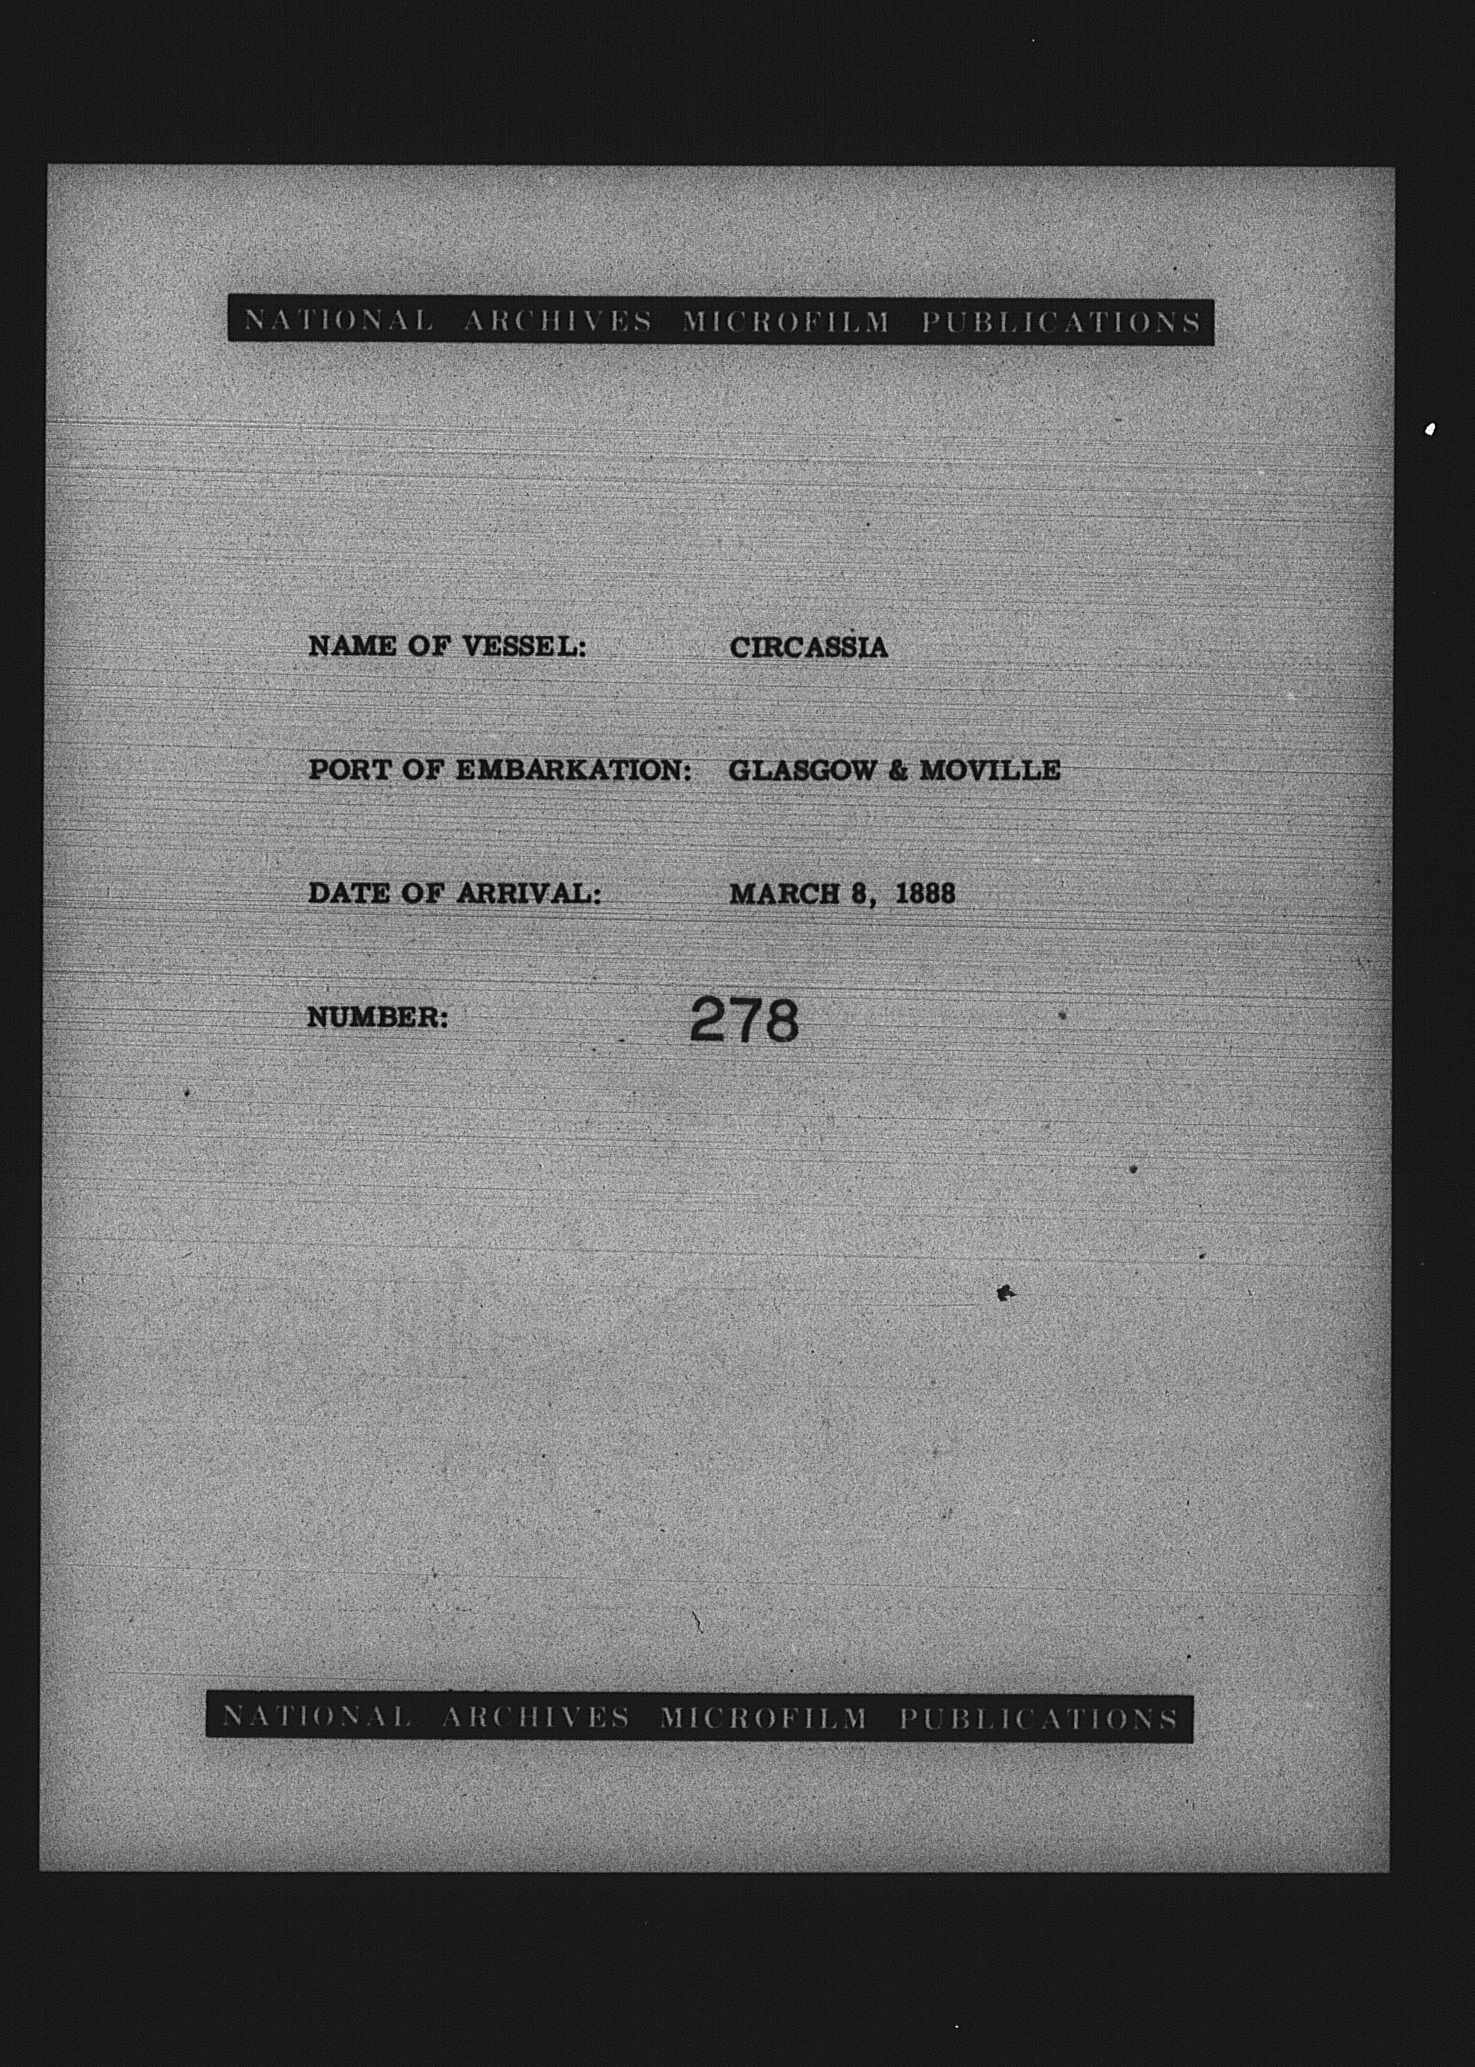 NATIONAL ARCHIVES MICROFILM PUBLICATIONS
NAME OF VESSEL: CIRCASSIA
PORT OF EMBARKATION: GLASGOW & MOVILLE
DATE OF ARRIVAL: MARCH 8, 1888
NUMBER: 278
NATIONAL ARCHIVES MICROFILM PUBLICATIONS